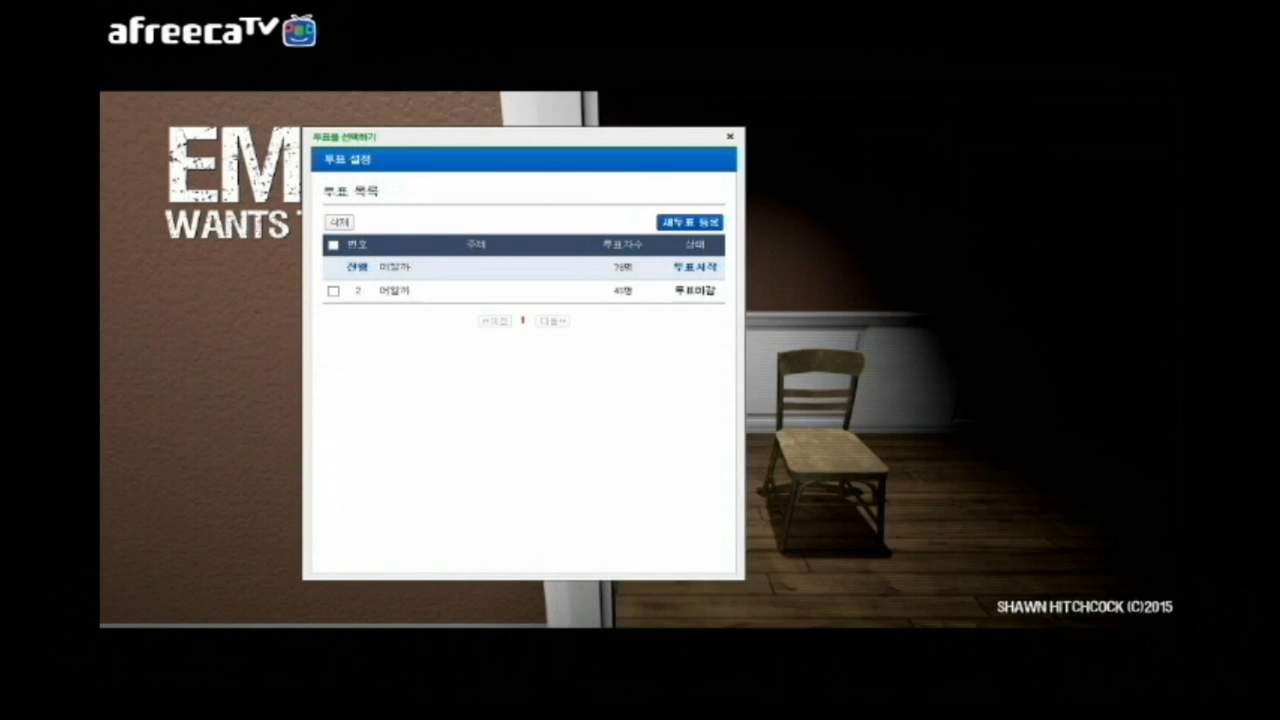 afreecaTV
EM
WANTS
투표를 선택하기
투표 설정
투표 목록
삭제
새투표 등록
번호 주제 투표자수 상태
진행 머할까 투표시작
2 머할까 투표마감
이전 1 다음
SHAWN HITCHCOCK (C)2015